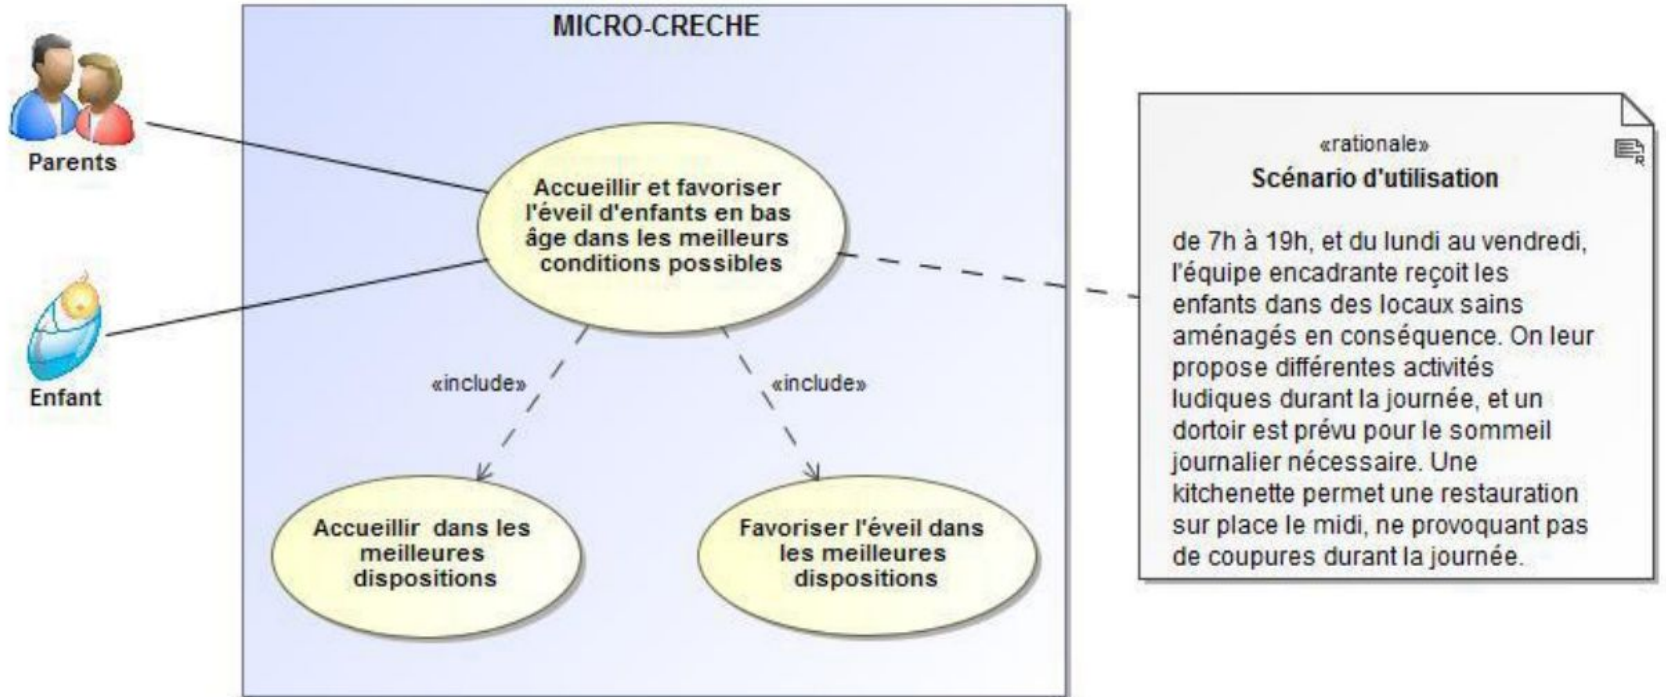 MICRO-CRECHE
Parents
Enfant
Accueillir et favoriser
l'éveil d'enfants en bas
âge dans les meilleurs
conditions possibles
«include»
«include»
Accueillir dans les
meilleures
dispositions
Favoriser l'éveil dans
les meilleures
dispositions
«rationale»
Scénario d'utilisation
de 7h à 19h, et du lundi au vendredi,
l'équipe encadrante reçoit les
enfants dans des locaux sains
aménagés en conséquence. On leur
propose différentes activités
ludiques durant la journée, et un
dortoir est prévu pour le sommeil
journalier nécessaire. Une
kitchenette permet une restauration
sur place le midi, ne provoquant pas
de coupures durant la journée.
R